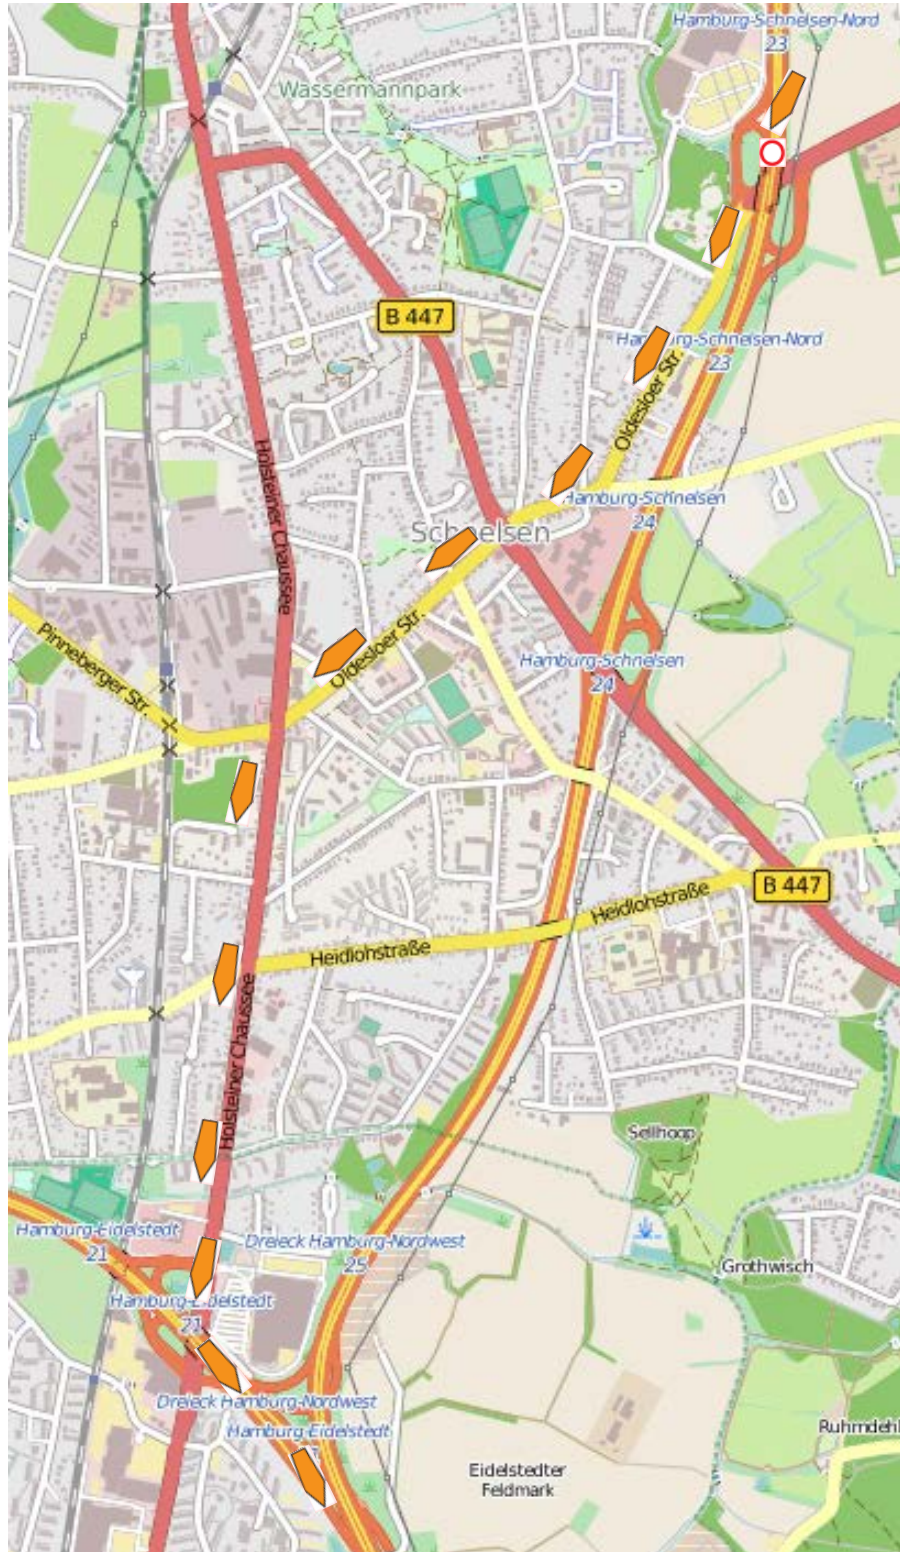 Hamburg-Schnelsen-Nord
23
Wassermannpark
B 447
Hamburg-Schnelsen-Nord
23
Oldesloer Str.
Holsteiner Chaussee
Hamburg-Schnelsen
24
Schnelsen
Oldesloer Str.
Pinneberger Str.
Hamburg-Schnelsen
24
B 447
Heidlohstraße
Heidlohstraße
Holsteiner Chaussee
Sellhoop
Hamburg-Eidelstedt
21
Dreieck Hamburg-Nordwest
25
Grothwisch
Hamburg-Eidelstedt
21
Dreieck Hamburg-Nordwest
Hamburg-Eidelstedt
Ruhmdehl
Eidelstedter
Feldmark